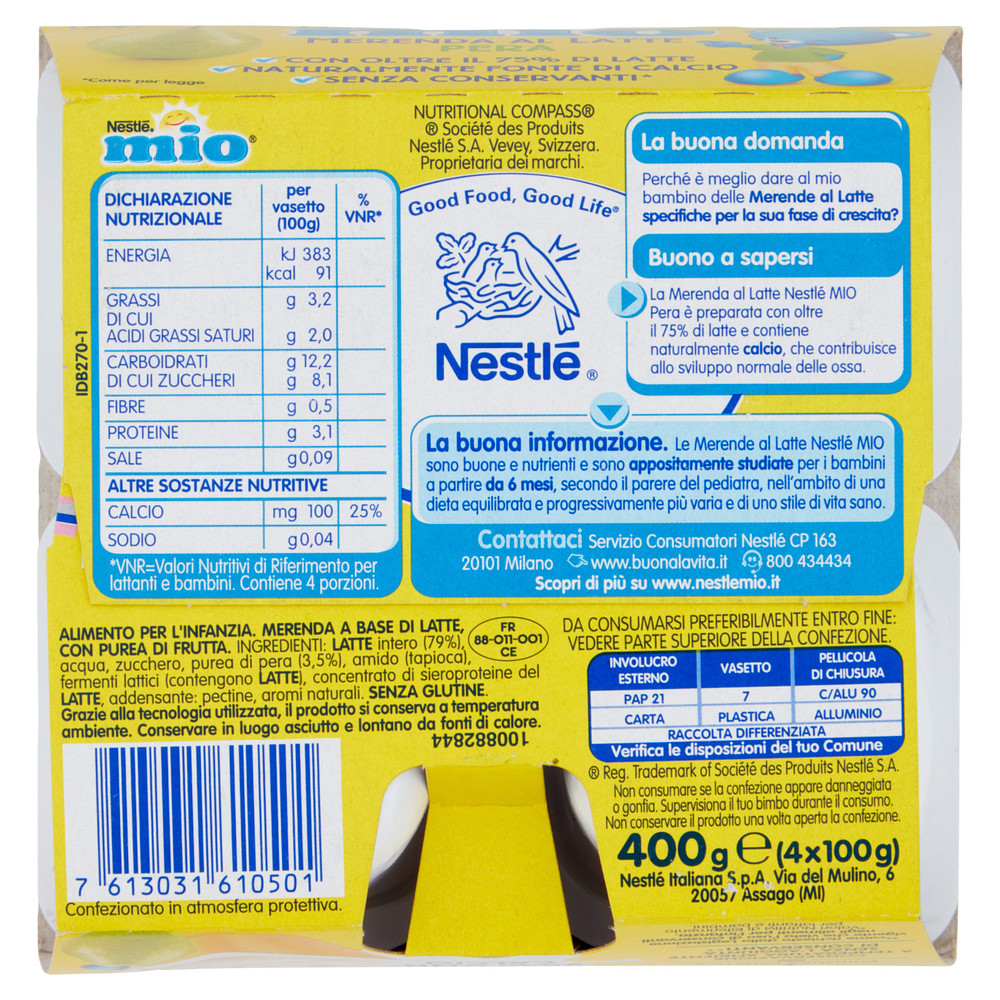 MERENDA AL LATTE
PERA
CON OLTRE IL 75% DI LATTE
NATURALMENTE FONTE DI CALCIO
SENZA CONSERVANTI*
*Come per legge
Nestlé.
mio®
NUTRITIONAL COMPASS®
® Société des Produits
Nestlé S.A. Vevey, Svizzera.
Proprietaria dei marchi.
DICHIARAZIONE NUTRIZIONALE per vasetto (100g) % VNR*
ENERGIA kJ 383
kcal 91
GRASSI g 3,2
DI CUI
ACIDI GRASSI SATURI g 2,0
CARBOIDRATI g 12,2
DI CUI ZUCCHERI g 8,1
FIBRE g 0,5
PROTEINE g 3,1
SALE g 0,09
ALTRE SOSTANZE NUTRITIVE
CALCIO mg 100 25%
SODIO g 0,04
*VNR=Valori Nutritivi di Riferimento per
lattanti e bambini. Contiene 4 porzioni.
IDB270-1
Good Food, Good Life®
Nestlé®
La buona domanda
Perché è meglio dare al mio
bambino delle Merende al Latte
specifiche per la sua fase di crescita?
Buono a sapersi
La Merenda al Latte Nestlé MIO
Pera è preparata con oltre
il 75% di latte e contiene
naturalmente calcio, che contribuisce
allo sviluppo normale delle ossa.
La buona informazione. Le Merende al Latte Nestlé MIO
sono buone e nutrienti e sono appositamente studiate per i bambini
a partire da 6 mesi, secondo il parere del pediatra, nell'ambito di una
dieta equilibrata e progressivamente più varia e di uno stile di vita sano.
Contattaci Servizio Consumatori Nestlé CP 163
20101 Milano www.buonalavita.it 800 434434
Scopri di più su www.nestlemio.it
ALIMENTO PER L'INFANZIA. MERENDA A BASE DI LATTE,
CON PUREA DI FRUTTA. INGREDIENTI: LATTE intero (79%),
acqua, zucchero, purea di pera (3,5%), amido (tapioca),
fermenti lattici (contengono LATTE), concentrato di sieroproteine del
LATTE, addensante: pectine, aromi naturali. SENZA GLUTINE.
Grazie alla tecnologia utilizzata, il prodotto si conserva a temperatura
ambiente. Conservare in luogo asciutto e lontano da fonti di calore.
FR
88-011-001
CE
100882844
7 613031 610501
Confezionato in atmosfera protettiva.
DA CONSUMARSI PREFERIBILMENTE ENTRO FINE:
VEDERE PARTE SUPERIORE DELLA CONFEZIONE.
INVOLUCRO ESTERNO VASETTO PELLICOLA DI CHIUSURA
PAP 21 7 C/ALU 90
CARTA PLASTICA ALLUMINIO
RACCOLTA DIFFERENZIATA
Verifica le disposizioni del tuo Comune
® Reg. Trademark of Société des Produits Nestlé S.A.
Non consumare se la confezione appare danneggiata
o gonfia. Supervisiona il tuo bimbo durante il consumo.
Non conservare il prodotto una volta aperta la confezione.
400g e (4x100g)
Nestlé Italiana S.p.A. Via del Mulino, 6
20057 Assago (MI)